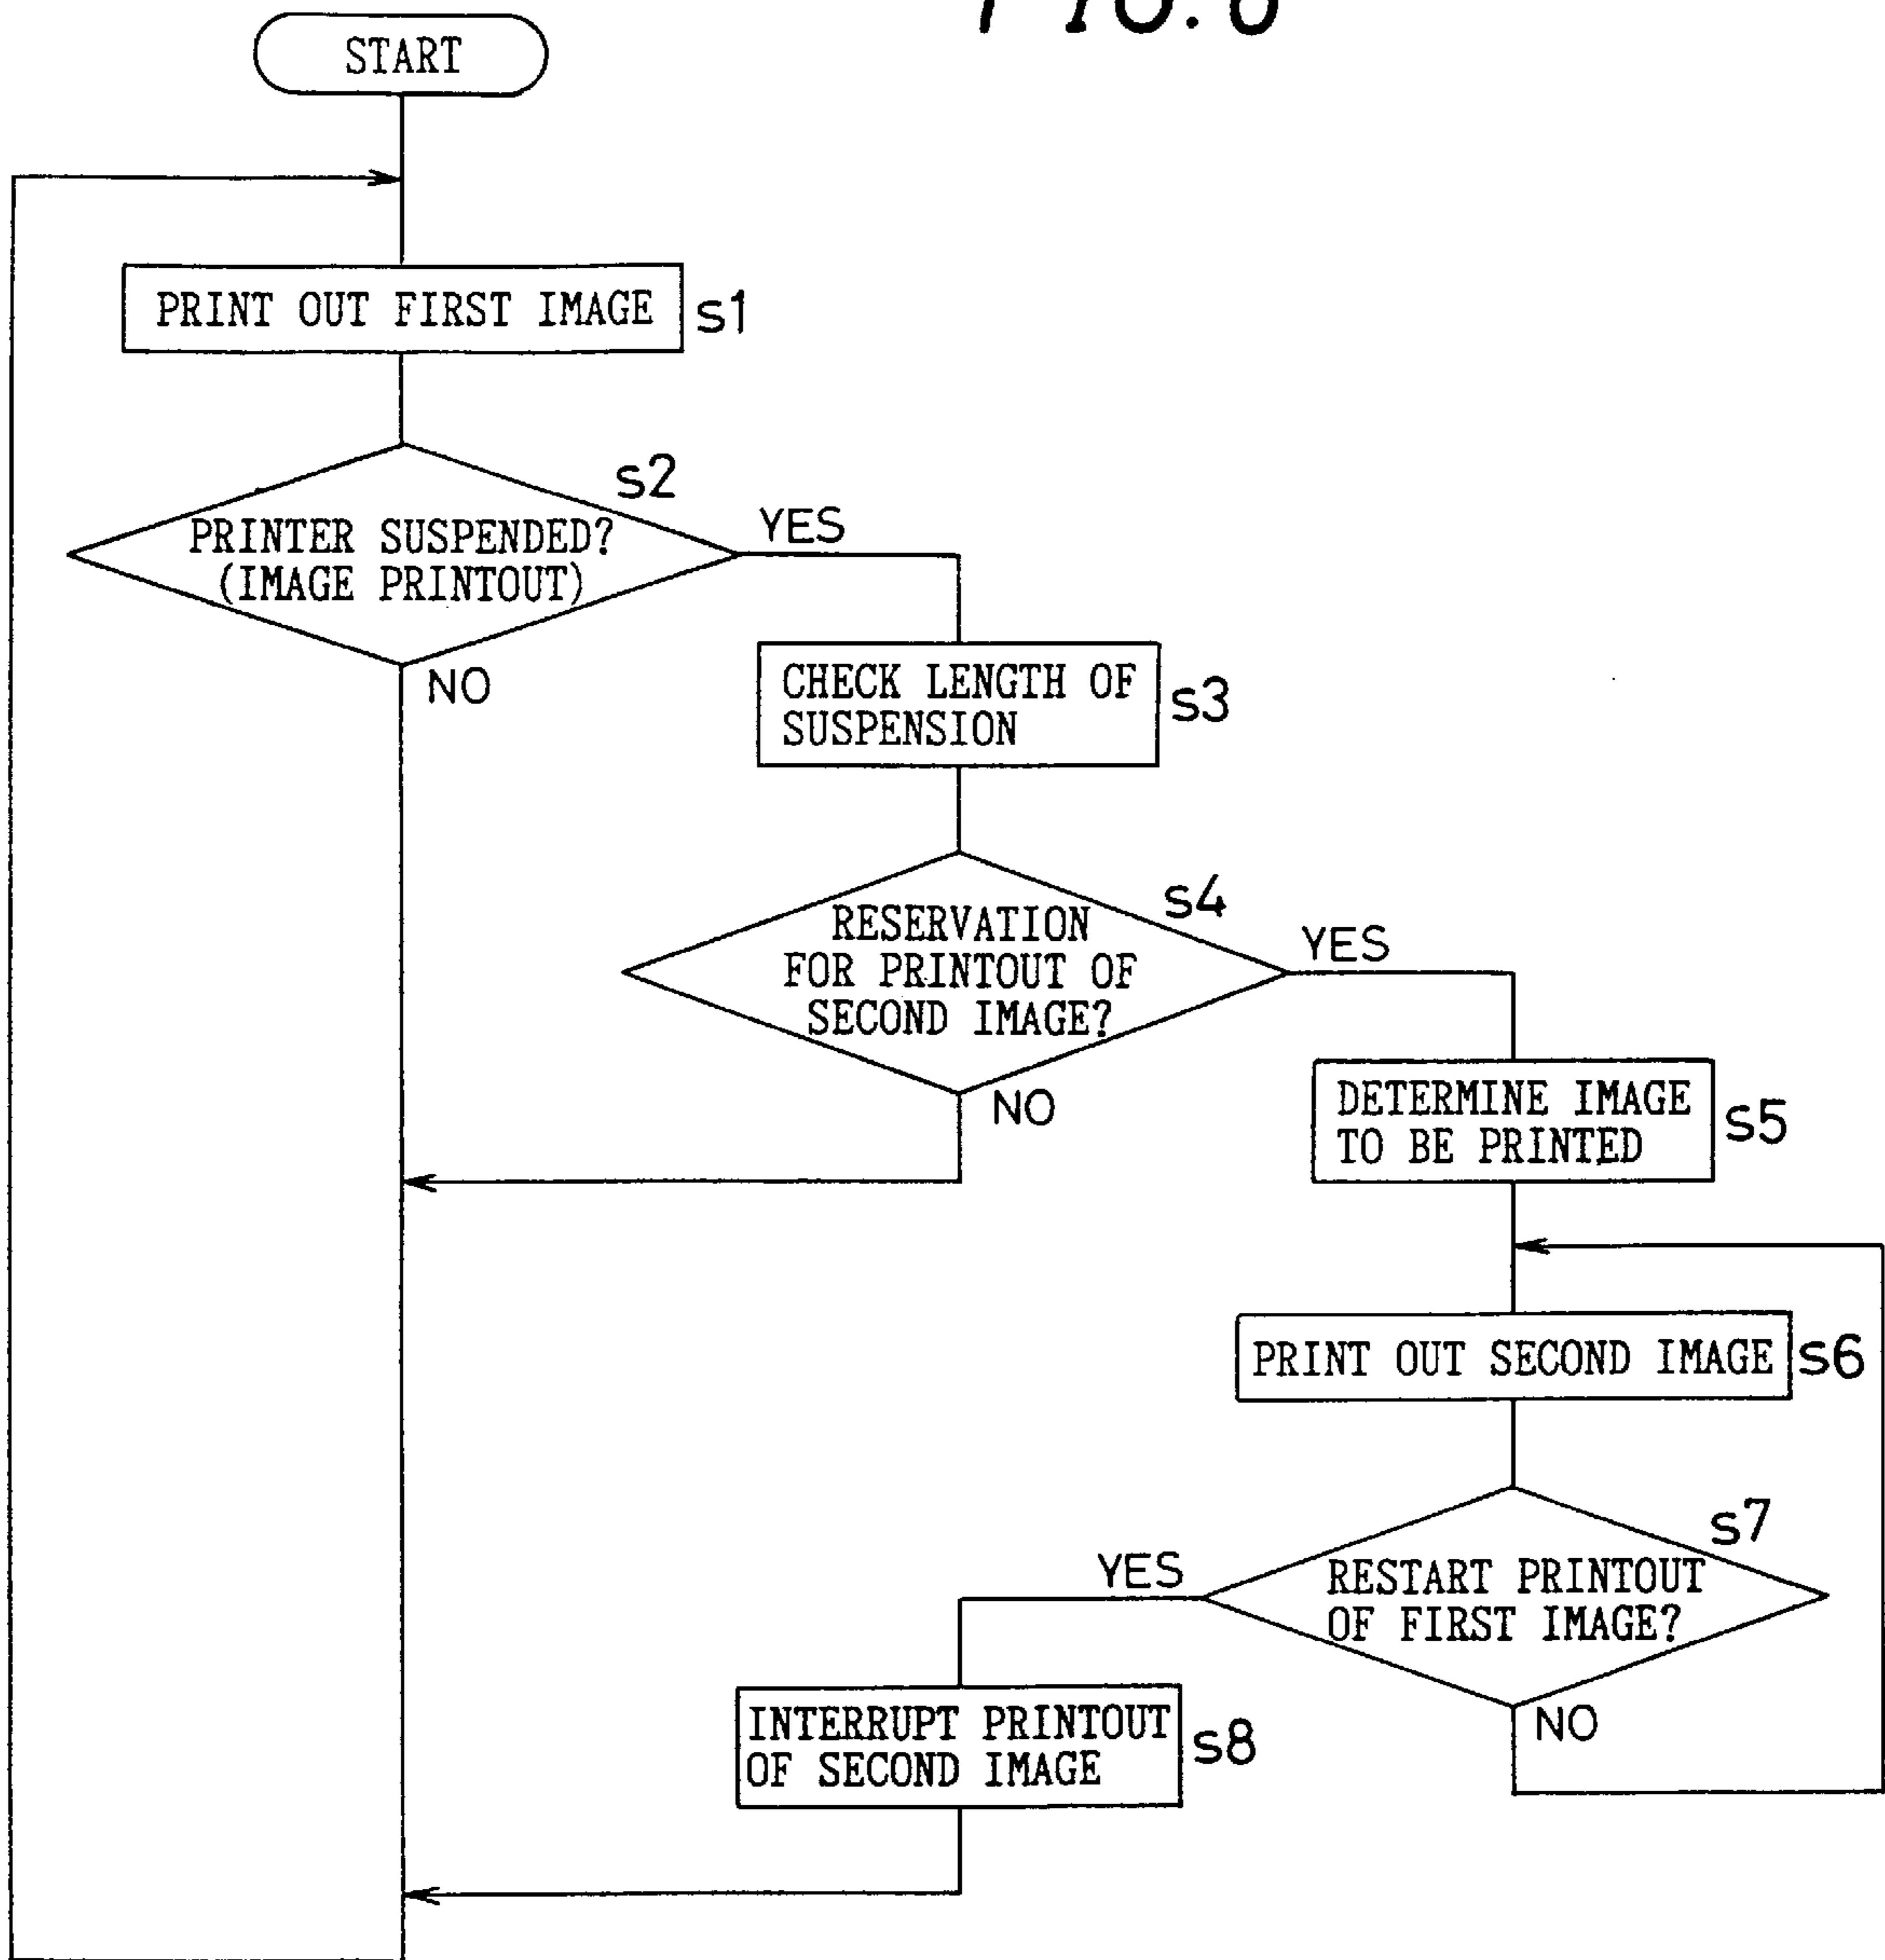 START
PRINT OUT FIRST IMAGE
s1
s2
PRINTER SUSPENDED?
(IMAGE PRINTOUT)
YES
NO
CHECK LENGTH OF
SUSPENSION
s3
s4
RESERVATION
FOR PRINTOUT OF
SECOND IMAGE?
YES
NO
DETERMINE IMAGE
TO BE PRINTED
s5
PRINT OUT SECOND IMAGE
s6
s7
RESTART PRINTOUT
OF FIRST IMAGE?
YES
NO
INTERRUPT PRINTOUT
OF SECOND IMAGE
s8